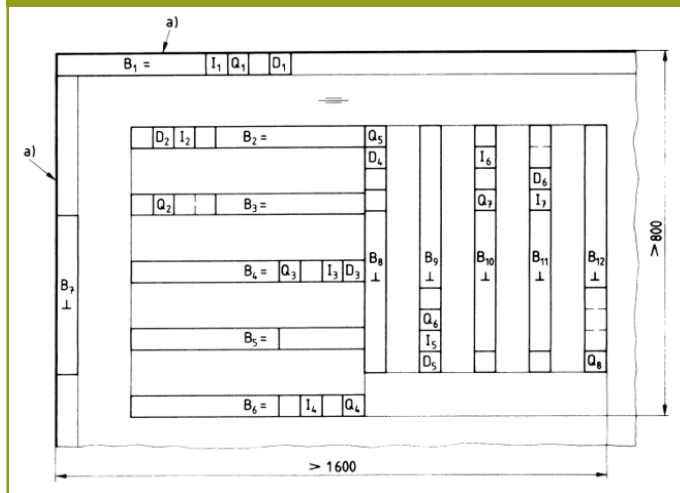 a)
B₁ = I₁ Q₁ D₁
D₂ I₂ B₂ = Q₅
D₄ I₆
a)
D₆
Q₂ B₃ = Q₇ I₇
B₇ ⊥
B₄ = Q₃ I₃ D₃
B₈ ⊥ B₉ ⊥ B₁₀ ⊥ B₁₁ ⊥ B₁₂ ⊥
>800
Q₆
B₅ = I₅
D₅ Q₈
B₆ = I₄ Q₄
> 1600